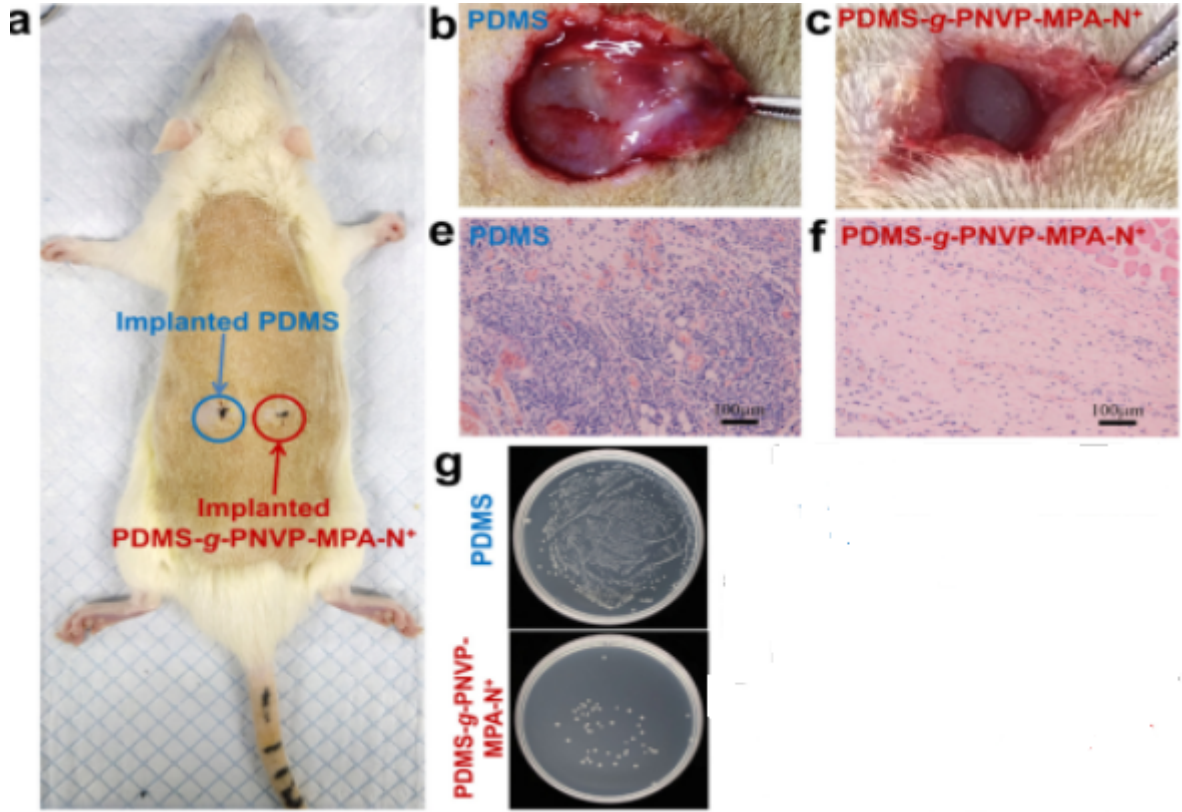 a
Implanted PDMS
Implanted
PDMS-g-PNVP-MPA-N⁺
b PDMS
c PDMS-g-PNVP-MPA-N⁺
e PDMS
100μm
f PDMS-g-PNVP-MPA-N⁺
100μm
g
PDMS
PDMS-g-PNVP-
MPA-N⁺